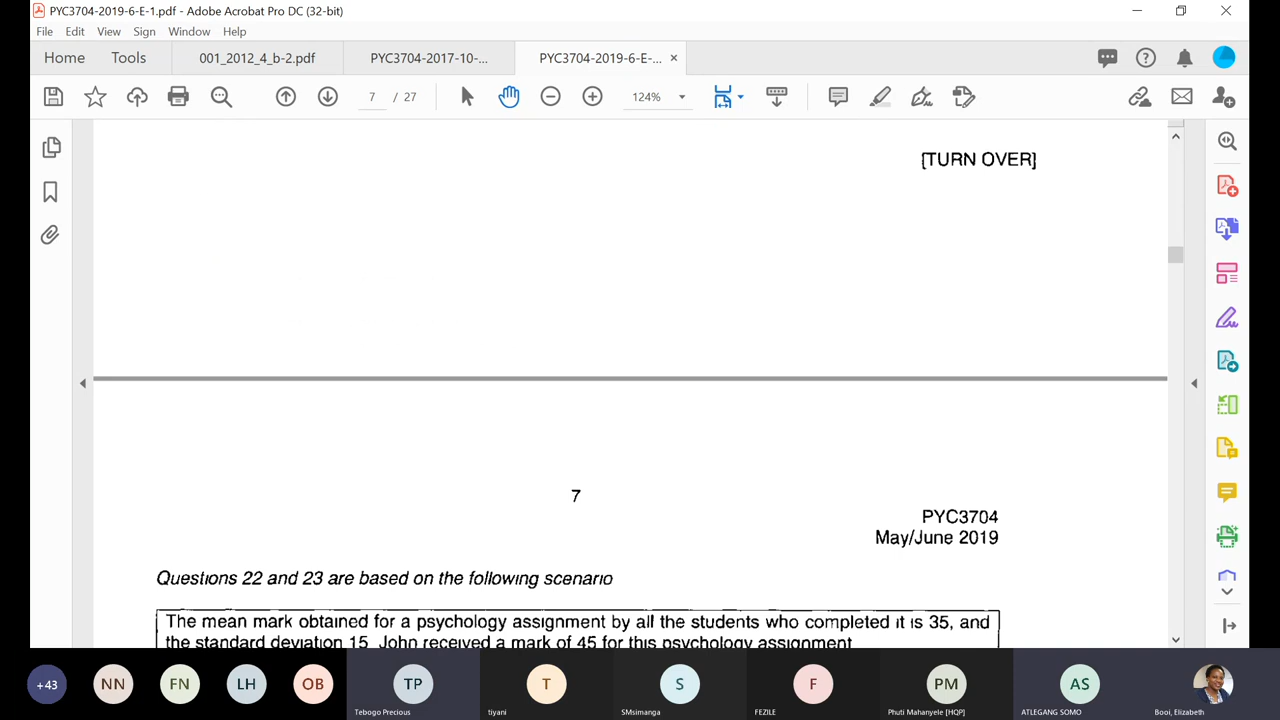 PYC3704-2019-6-E-1.pdf - Adobe Acrobat Pro DC (32-bit)
File Edit View Sign Window Help
Home Tools 001_2012_4_b-2.pdf PYC3704-2017-10-... PYC3704-2019-6-E-... ×
7 / 27 124%
[TURN OVER]
7
PYC3704
May/June 2019
Questions 22 and 23 are based on the following scenario
The mean mark obtained for a psychology assignment by all the students who completed it is 35, and
the standard deviation 15 John received a mark of 45 for this psychology assignment
+43 NN FN LH OB TP T S F PM AS
Tebogo Precious tiyani SMsimanga FEZILE Phuti Mahanyele [HQP] ATLEGANG SOMO Booi, Elizabeth